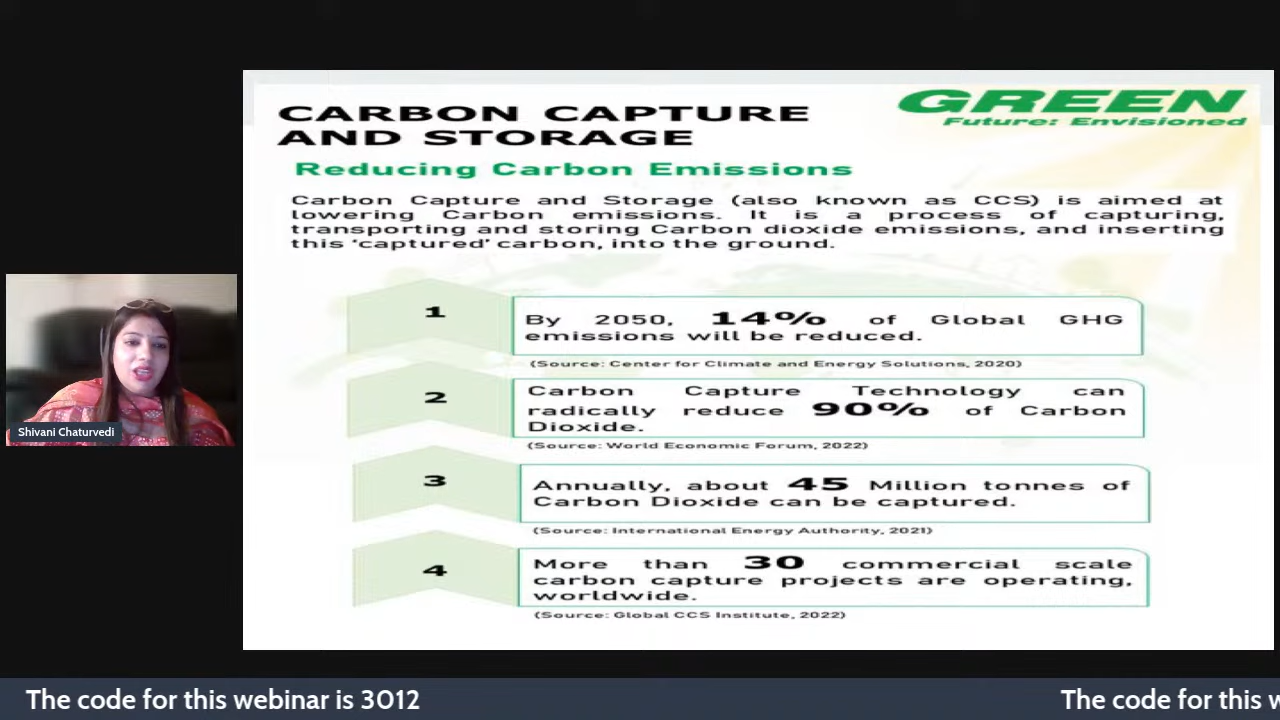 CARBON CAPTURE
AND STORAGE
GREEN
Future: Envisioned
Reducing Carbon Emissions
Carbon Capture and Storage (also known as CCS) is aimed at
lowering Carbon emissions. It is a process of capturing,
transporting and storing Carbon dioxide emissions, and inserting
this ‘captured’ carbon, into the ground.
1
By 2050, 14% of Global GHG
emissions will be reduced.
(Source: Center for Climate and Energy Solutions, 2020)
2
Carbon Capture Technology can
radically reduce 90% of Carbon
Dioxide.
(Source: World Economic Forum, 2022)
3
Annually, about 45 Million tonnes of
Carbon Dioxide can be captured.
(Source: International Energy Authority, 2021)
4
More than 30 commercial scale
carbon capture projects are operating,
worldwide.
(Source: Global CCS Institute, 2022)
Shivani Chaturvedi
The code for this webinar is 3O12
The code for this w